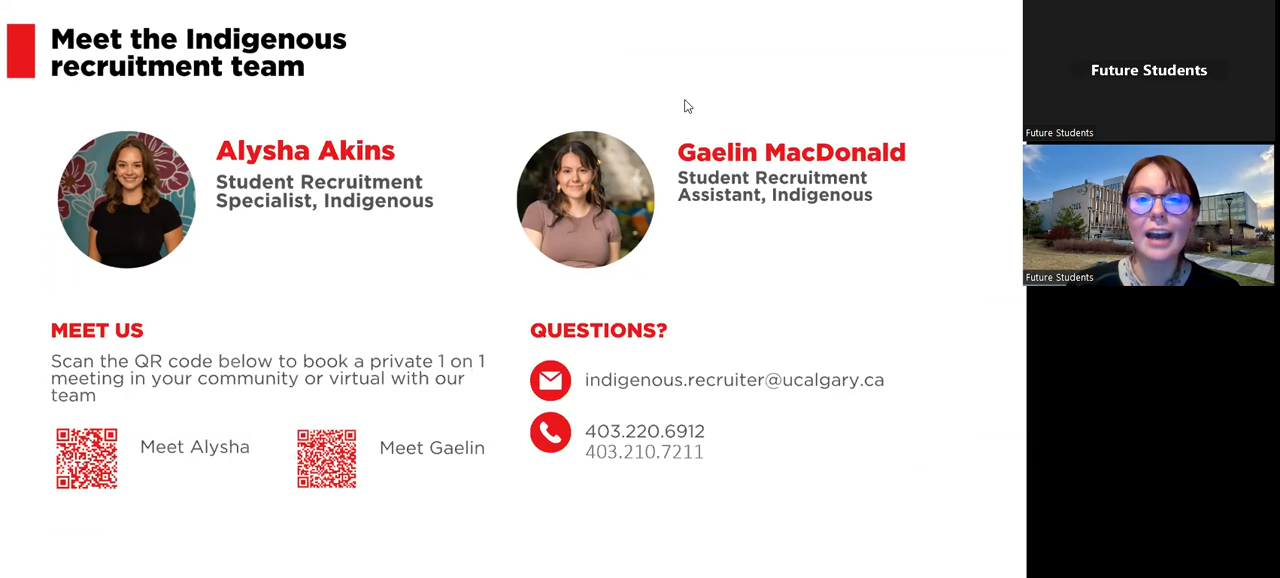 Meet the Indigenous
recruitment team
Alysha Akins
Student Recruitment
Specialist, Indigenous
Gaelin MacDonald
Student Recruitment
Assistant, Indigenous
MEET US
Scan the QR code below to book a private 1 on 1
meeting in your community or virtual with our
team
Meet Alysha
Meet Gaelin
QUESTIONS?
indigenous.recruiter@ucalgary.ca
403.220.6912
403.210.7211
Future Students
Future Students
Future Students